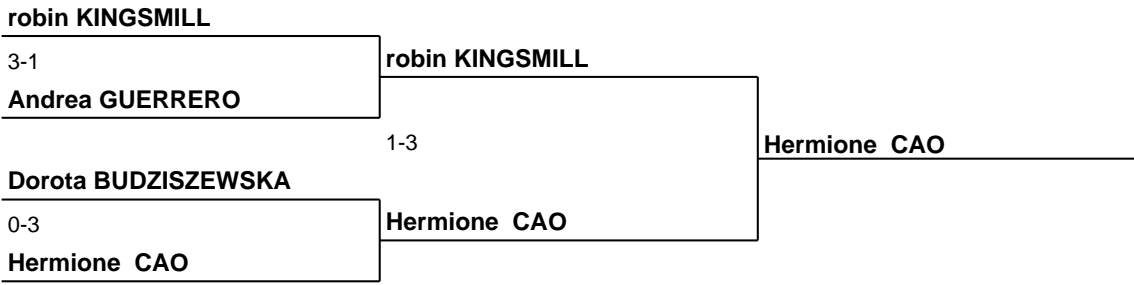 robin KINGSMILL
3-1
robin KINGSMILL
Andrea GUERRERO
1-3
Hermione  CAO
Dorota BUDZISZEWSKA
0-3
Hermione  CAO
Hermione  CAO